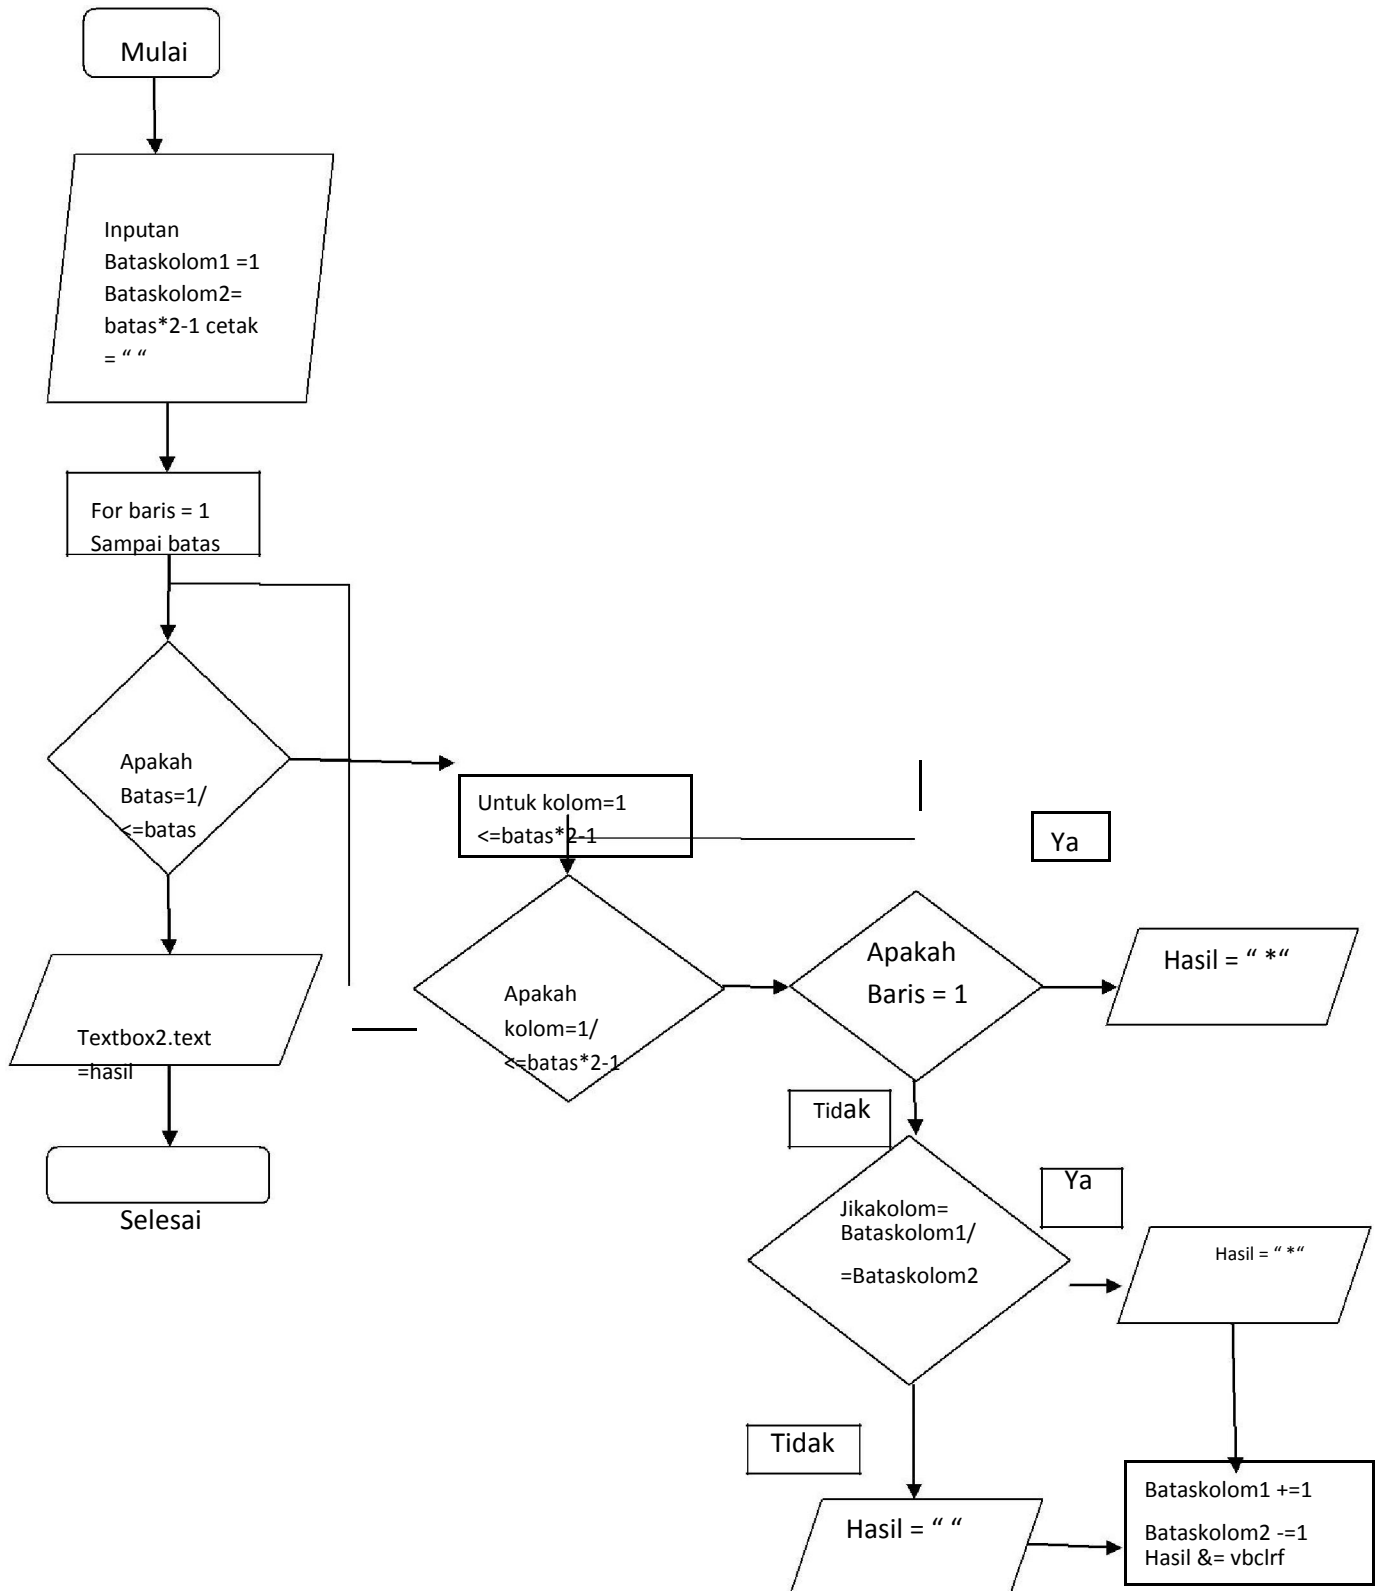 Mulai
Inputan
Bataskolom1 =1
Bataskolom2=
batas*2-1 cetak
= “ “
For baris = 1
Sampai batas
Apakah
Batas=1/
<=batas
Untuk kolom=1
<=batas*2-1
Ya
Apakah
Baris = 1
Hasil = “ *“
Apakah
kolom=1/
<=batas*2-1
Textbox2.text
=hasil
Tidak
Selesai
Jikakolom=
Bataskolom1/
=Bataskolom2
Ya
Hasil = “ *“
Tidak
Hasil = “ “
Bataskolom1 +=1
Bataskolom2 -=1
Hasil &= vbclrf